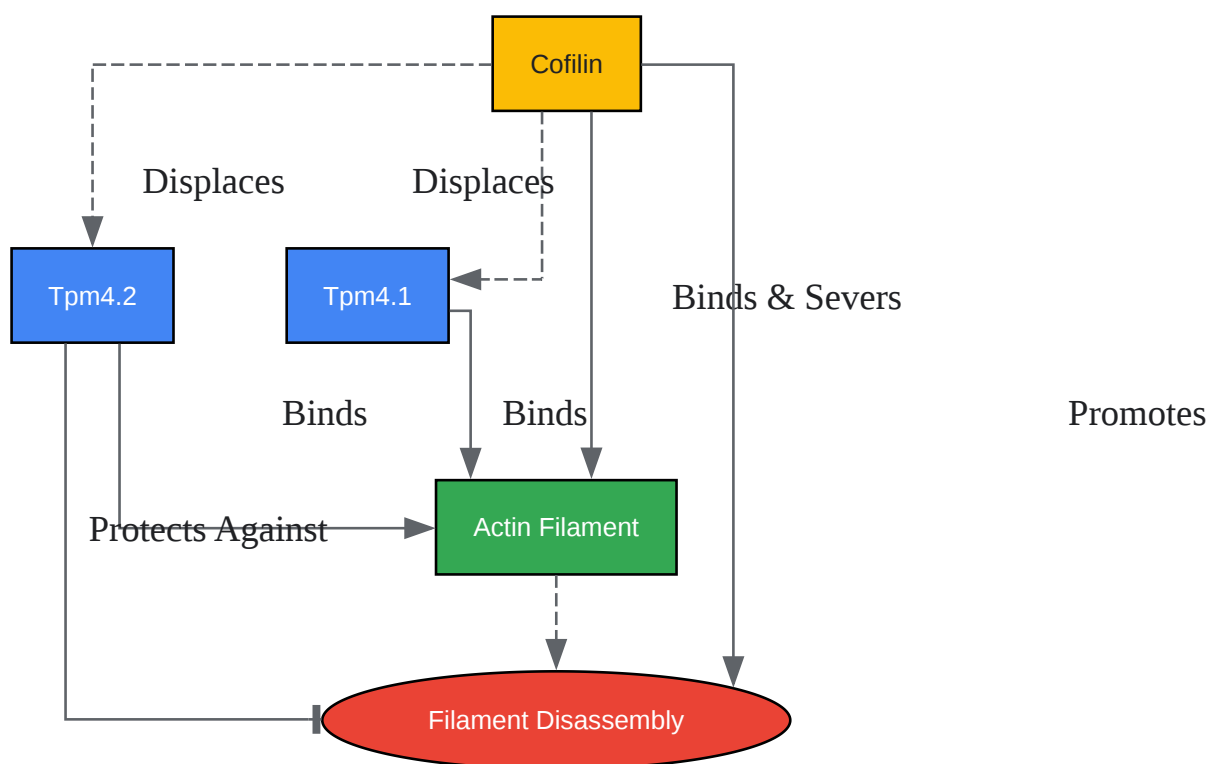 Cofilin
Displaces
Displaces
Tpm4.2
Tpm4.1
Binds & Severs
Binds
Binds
Promotes
Protects Against
Actin Filament
Filament Disassembly